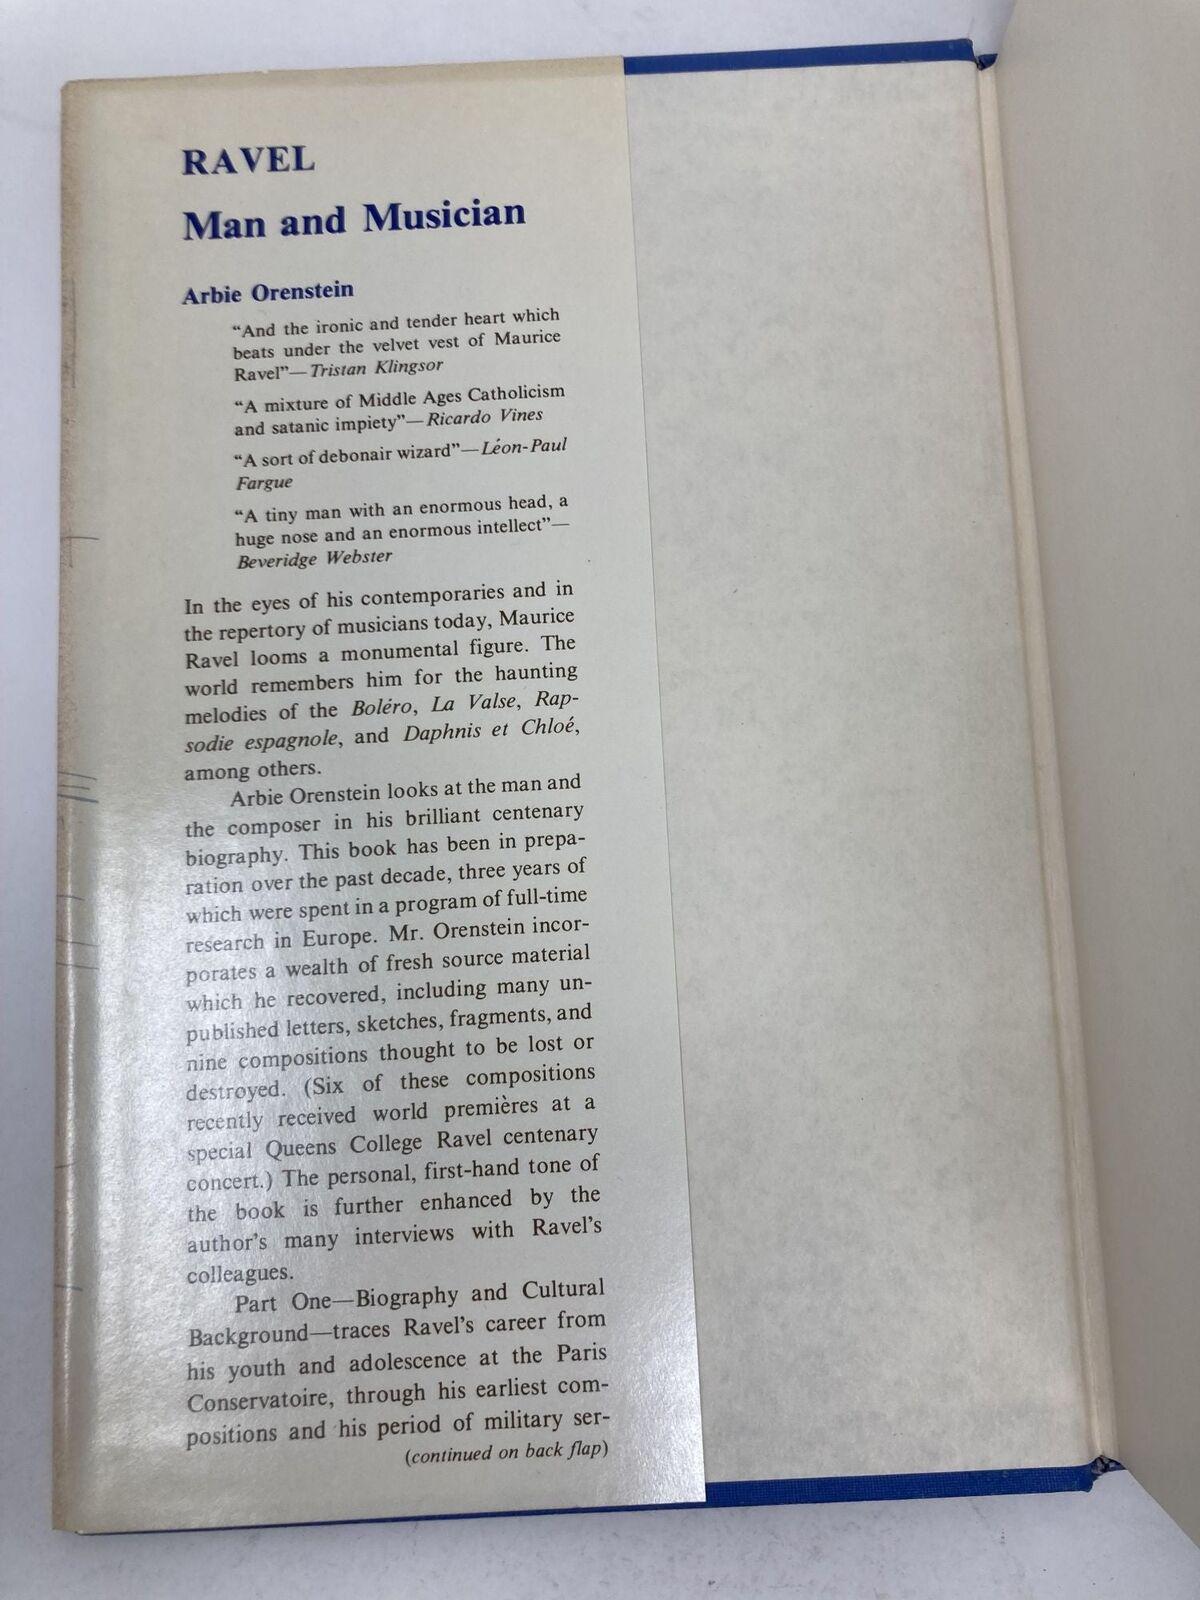 RAVEL
Man and Musician
Arbie Orenstein
“And the ironic and tender heart which
beats under the velvet vest of Maurice
Ravel”—Tristan Klingsor
“A mixture of Middle Ages Catholicism
and satanic impiety”—Ricardo Vines
“A sort of debonair wizard”—Léon-Paul
Fargue
“A tiny man with an enormous head, a
huge nose and an enormous intellect”—
Beveridge Webster
In the eyes of his contemporaries and in
the repertory of musicians today, Maurice
Ravel looms a monumental figure. The
world remembers him for the haunting
melodies of the Boléro, La Valse, Rap-
sodie espagnole, and Daphnis et Chloé,
among others.
Arbie Orenstein looks at the man and
the composer in his brilliant centenary
biography. This book has been in prepa-
ration over the past decade, three years of
which were spent in a program of full-time
research in Europe. Mr. Orenstein incor-
porates a wealth of fresh source material
which he recovered, including many un-
published letters, sketches, fragments, and
nine compositions thought to be lost or
destroyed. (Six of these compositions
recently received world premières at a
special Queens College Ravel centenary
concert.) The personal, first-hand tone of
the book is further enhanced by the
author's many interviews with Ravel's
colleagues.
Part One—Biography and Cultural
Background—traces Ravel's career from
his youth and adolescence at the Paris
Conservatoire, through his earliest com-
positions and his period of military ser-
(continued on back flap)